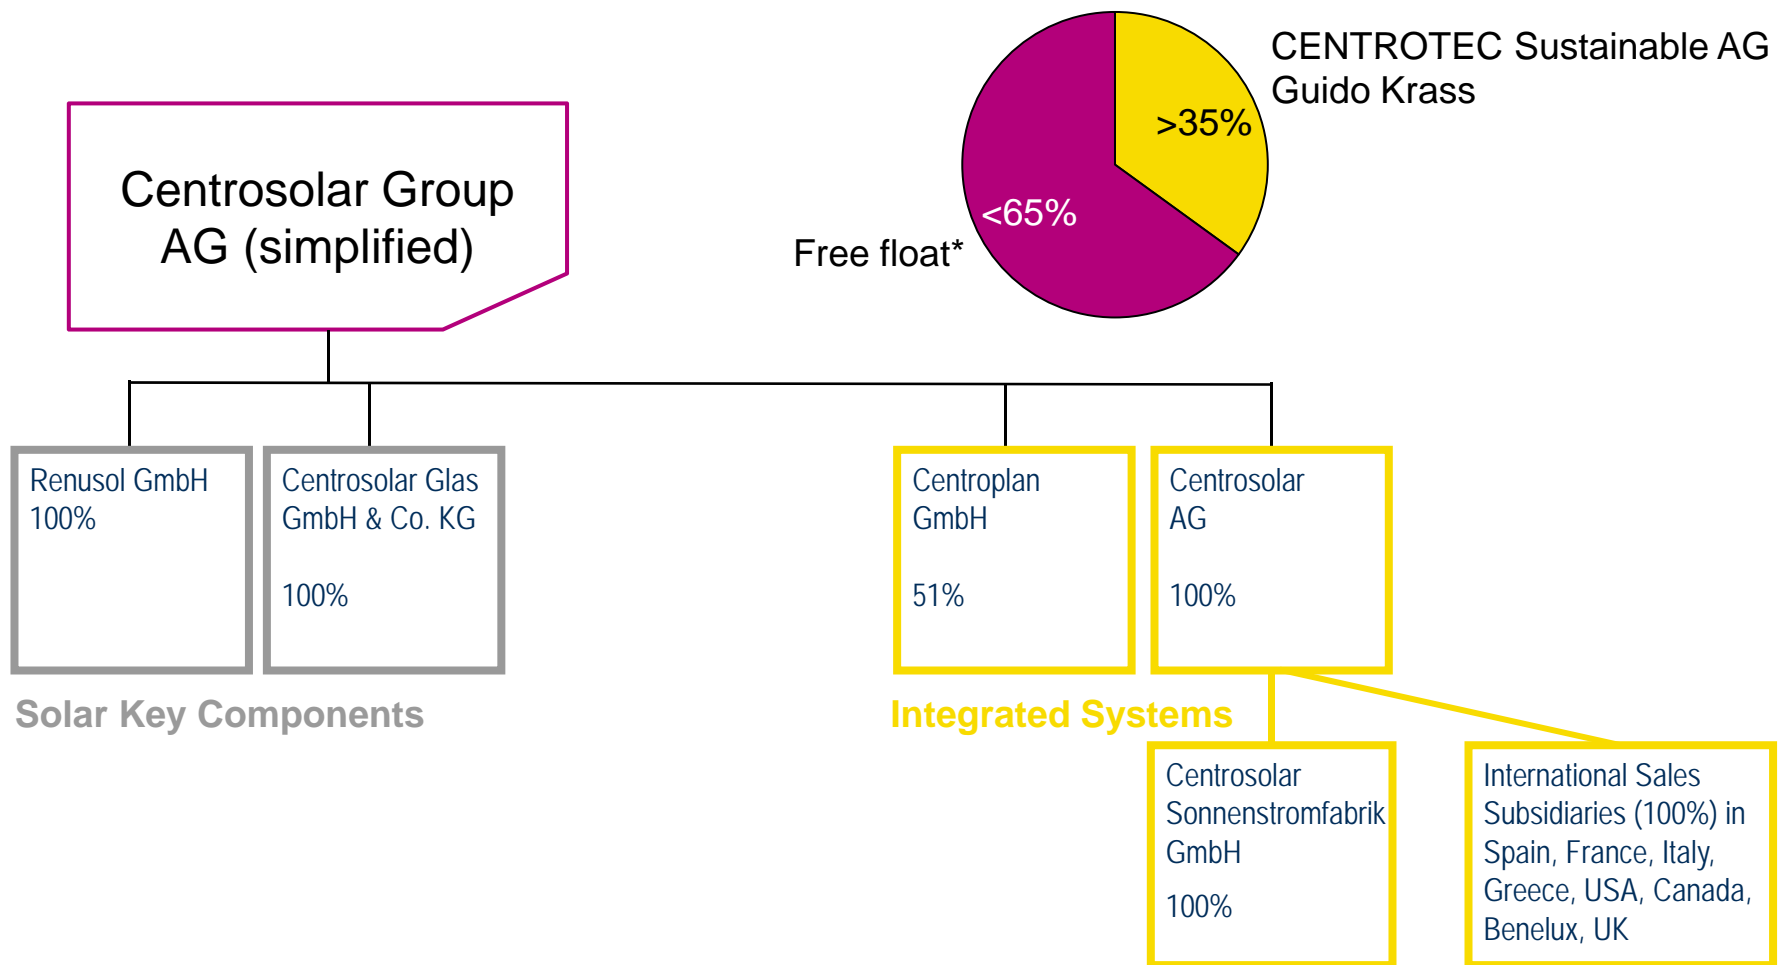 CENTROTEC Sustainable AG
Guido Krass
>35%
<65%
Free float*
Centrosolar Group
AG (simplified)
Renusol GmbH
100%
Centrosolar Glas
GmbH & Co. KG
100%
Centroplan
GmbH
51%
Centrosolar
AG
100%
Solar Key Components
Integrated Systems
Centrosolar
Sonnenstromfabrik
GmbH
100%
International Sales
Subsidiaries (100%) in
Spain, France, Italy,
Greece, USA, Canada,
Benelux, UK